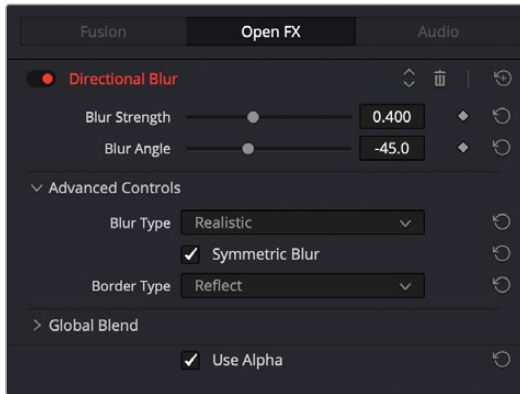 Fusion Open FX Audio
Directional Blur
Blur Strength 0.400
Blur Angle -45.0
Advanced Controls
Blur Type Realistic
Symmetric Blur
Border Type Reflect
Global Blend
Use Alpha